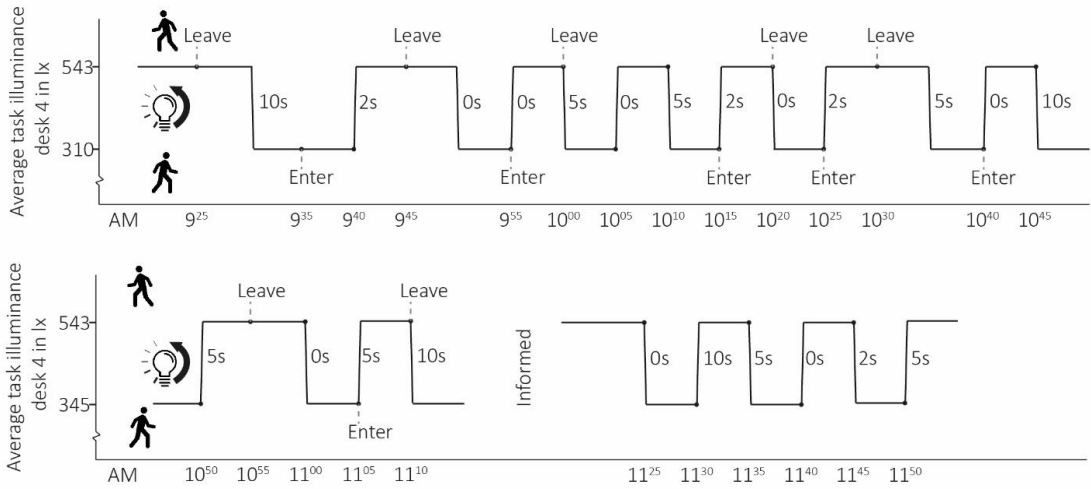 Average task illuminance
desk 4 in lx
Leave Leave Leave Leave Leave
543
10s 2s 0s 0s 5s 0s 5s 2s 0s 2s 5s 0s 10s
310
Enter Enter Enter Enter Enter
AM 9²⁵ 9³⁵ 9⁴⁰ 9⁴⁵ 9⁵⁵ 10⁰⁰ 10⁰⁵ 10¹⁰ 10¹⁵ 10²⁰ 10²⁵ 10³⁰ 10⁴⁰ 10⁴⁵
Average task illuminance
desk 4 in lx
Leave Leave
543
5s 0s 5s 10s Informed 0s 10s 5s 0s 2s 5s
345
Enter
AM 10⁵⁰ 10⁵⁵ 11⁰⁰ 11⁰⁵ 11¹⁰ 11²⁵ 11³⁰ 11³⁵ 11⁴⁰ 11⁴⁵ 11⁵⁰